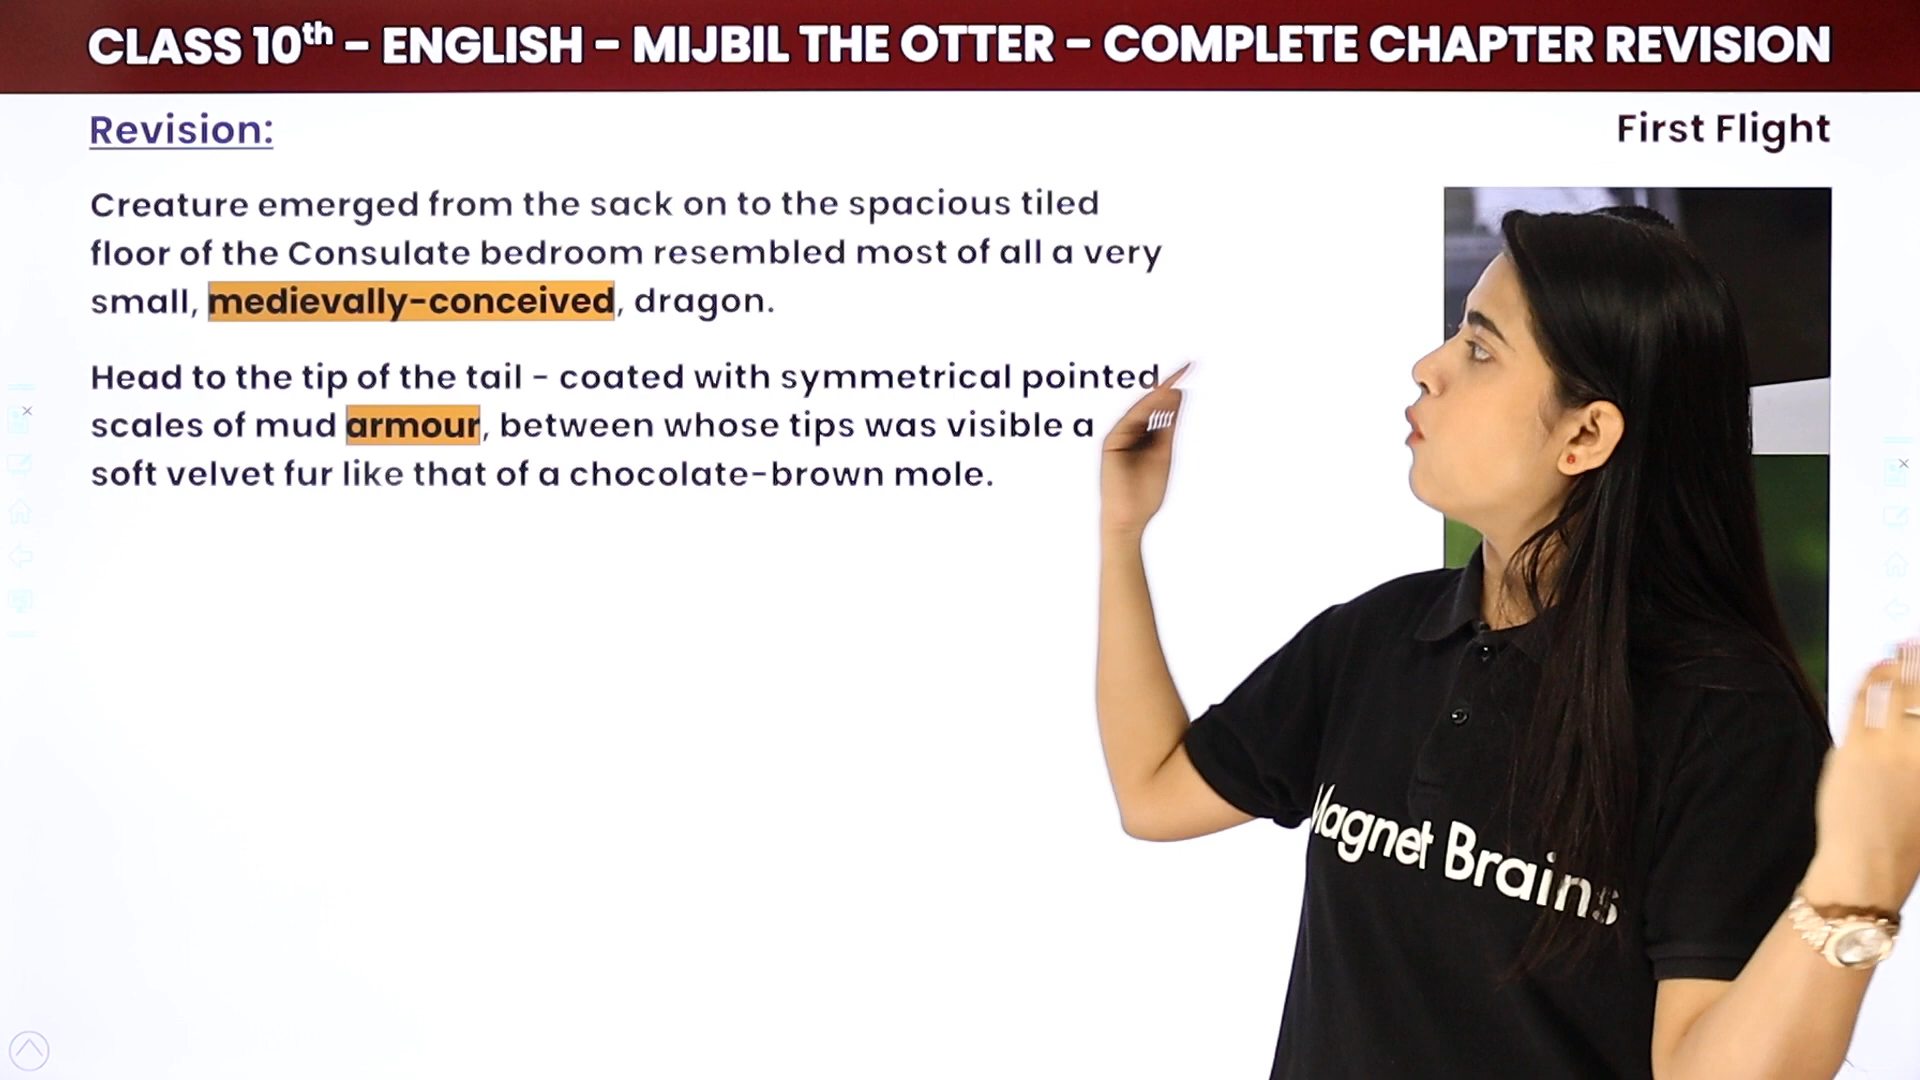 CLASS 10th – ENGLISH – MIJBIL THE OTTER – COMPLETE CHAPTER REVISION
Revision:
First Flight
Creature emerged from the sack on to the spacious tiled
floor of the Consulate bedroom resembled most of all a very
small, medievally-conceived, dragon.
Head to the tip of the tail – coated with symmetrical pointed
scales of mud armour, between whose tips was visible a
soft velvet fur like that of a chocolate-brown mole.
Magnet Brains